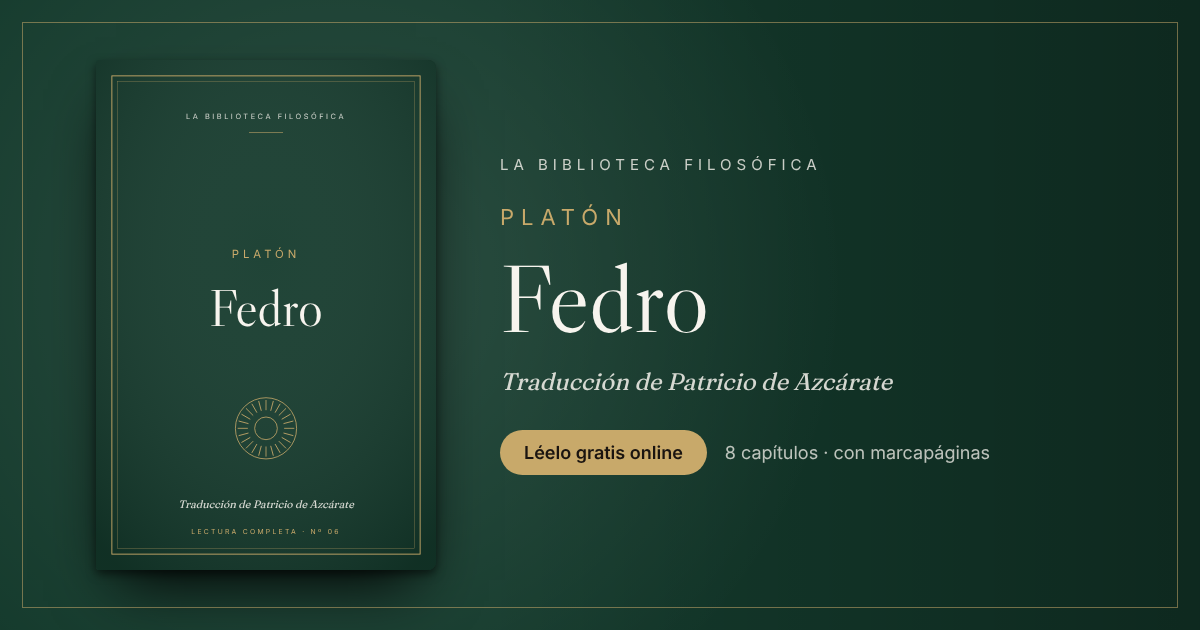 LA BIBLIOTECA FILOSÓFICA
PLATÓN
Fedro
Traducción de Patricio de Azcárate
LECTURA COMPLETA · Nº 06
LA BIBLIOTECA FILOSÓFICA
PLATÓN
Fedro
Traducción de Patricio de Azcárate
Léelo gratis online
8 capítulos · con marcapáginas